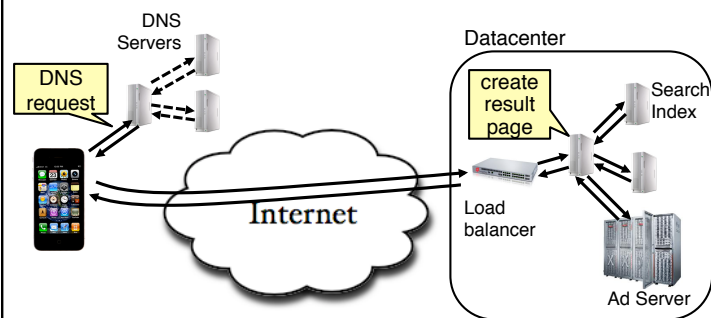 DNS
Servers
DNS
request
Internet
Datacenter
create
result
page
Search
Index
Load
balancer
Ad Server